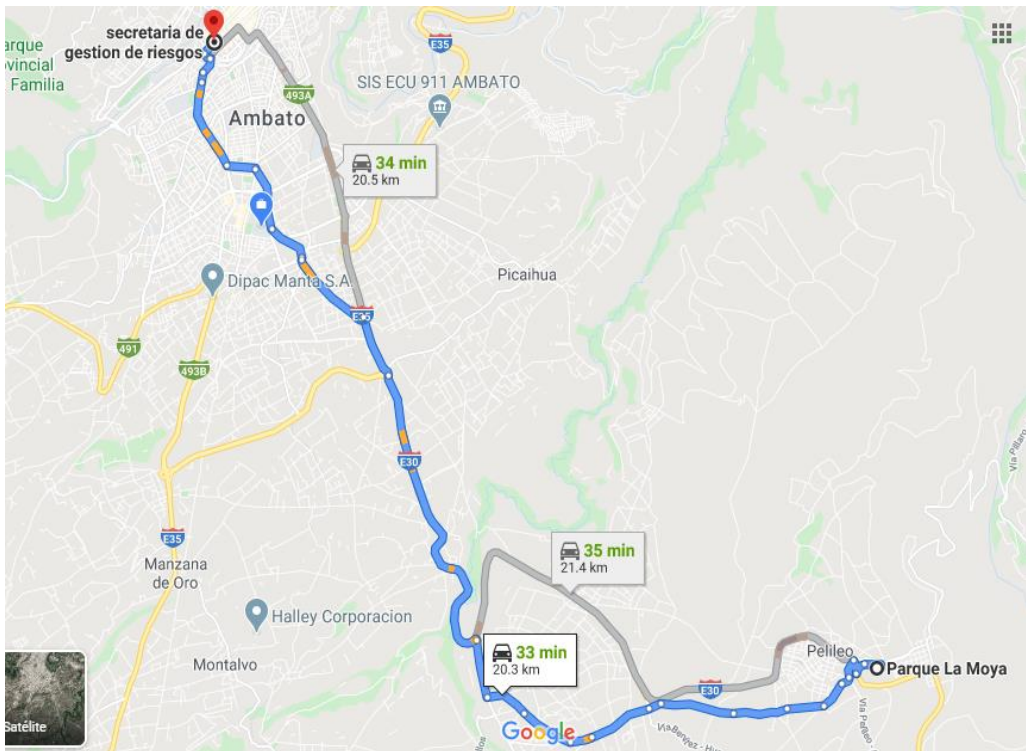 secretaria de
gestion de riesgos
arque
ovincial
Familia
E35
493A
SIS ECU 911 AMBATO
Ambato
34 min
20.5 km
Picaihua
Dipac Manta S.A.
E35
491
493B
E30
Vía Píllaro
E35
Manzana
de Oro
35 min
21.4 km
Halley Corporacion
33 min
20.3 km
Pelileo
Parque La Moya
Montalvo
E30
Satélite
Google